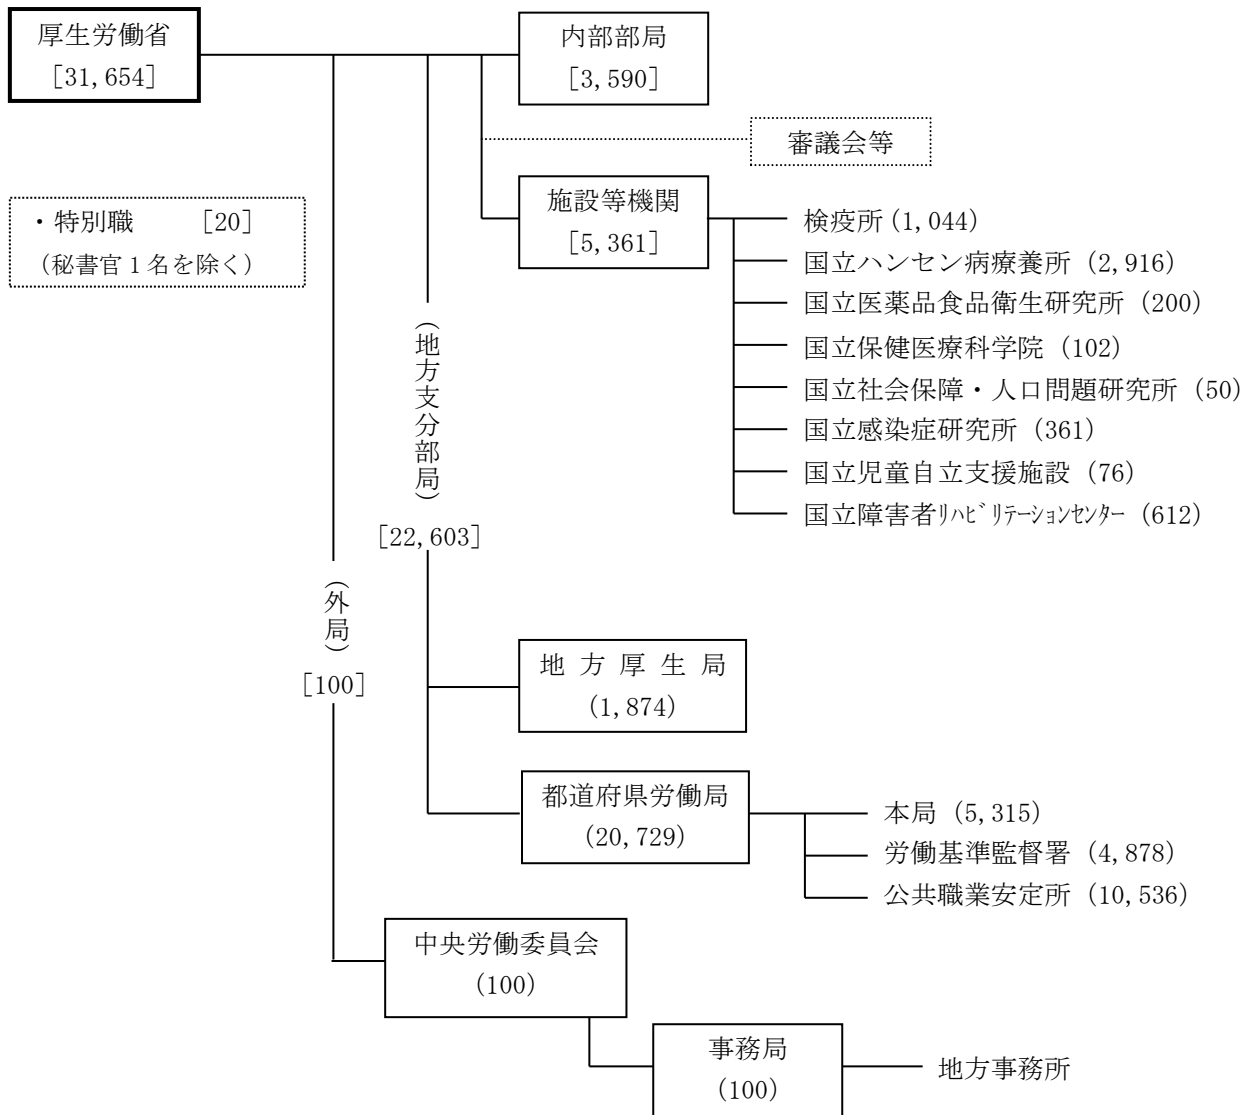 厚生労働省
[31,654]
内部部局
[3,590]
審議会等
施設等機関
[5,361]
・特別職 [20]
(秘書官1名を除く)
検疫所 (1,044)
国立ハンセン病療養所 (2,916)
国立医薬品食品衛生研究所 (200)
国立保健医療科学院 (102)
国立社会保障・人口問題研究所 (50)
国立感染症研究所 (361)
国立児童自立支援施設 (76)
国立障害者ﾘﾊﾋﾞﾘﾃｰｼｮﾝｾﾝﾀｰ (612)
(地方支分部局)
[22,603]
(外局)
[100]
地方厚生局
(1,874)
都道府県労働局
(20,729)
本局 (5,315)
労働基準監督署 (4,878)
公共職業安定所 (10,536)
中央労働委員会
(100)
事務局
(100)
地方事務所